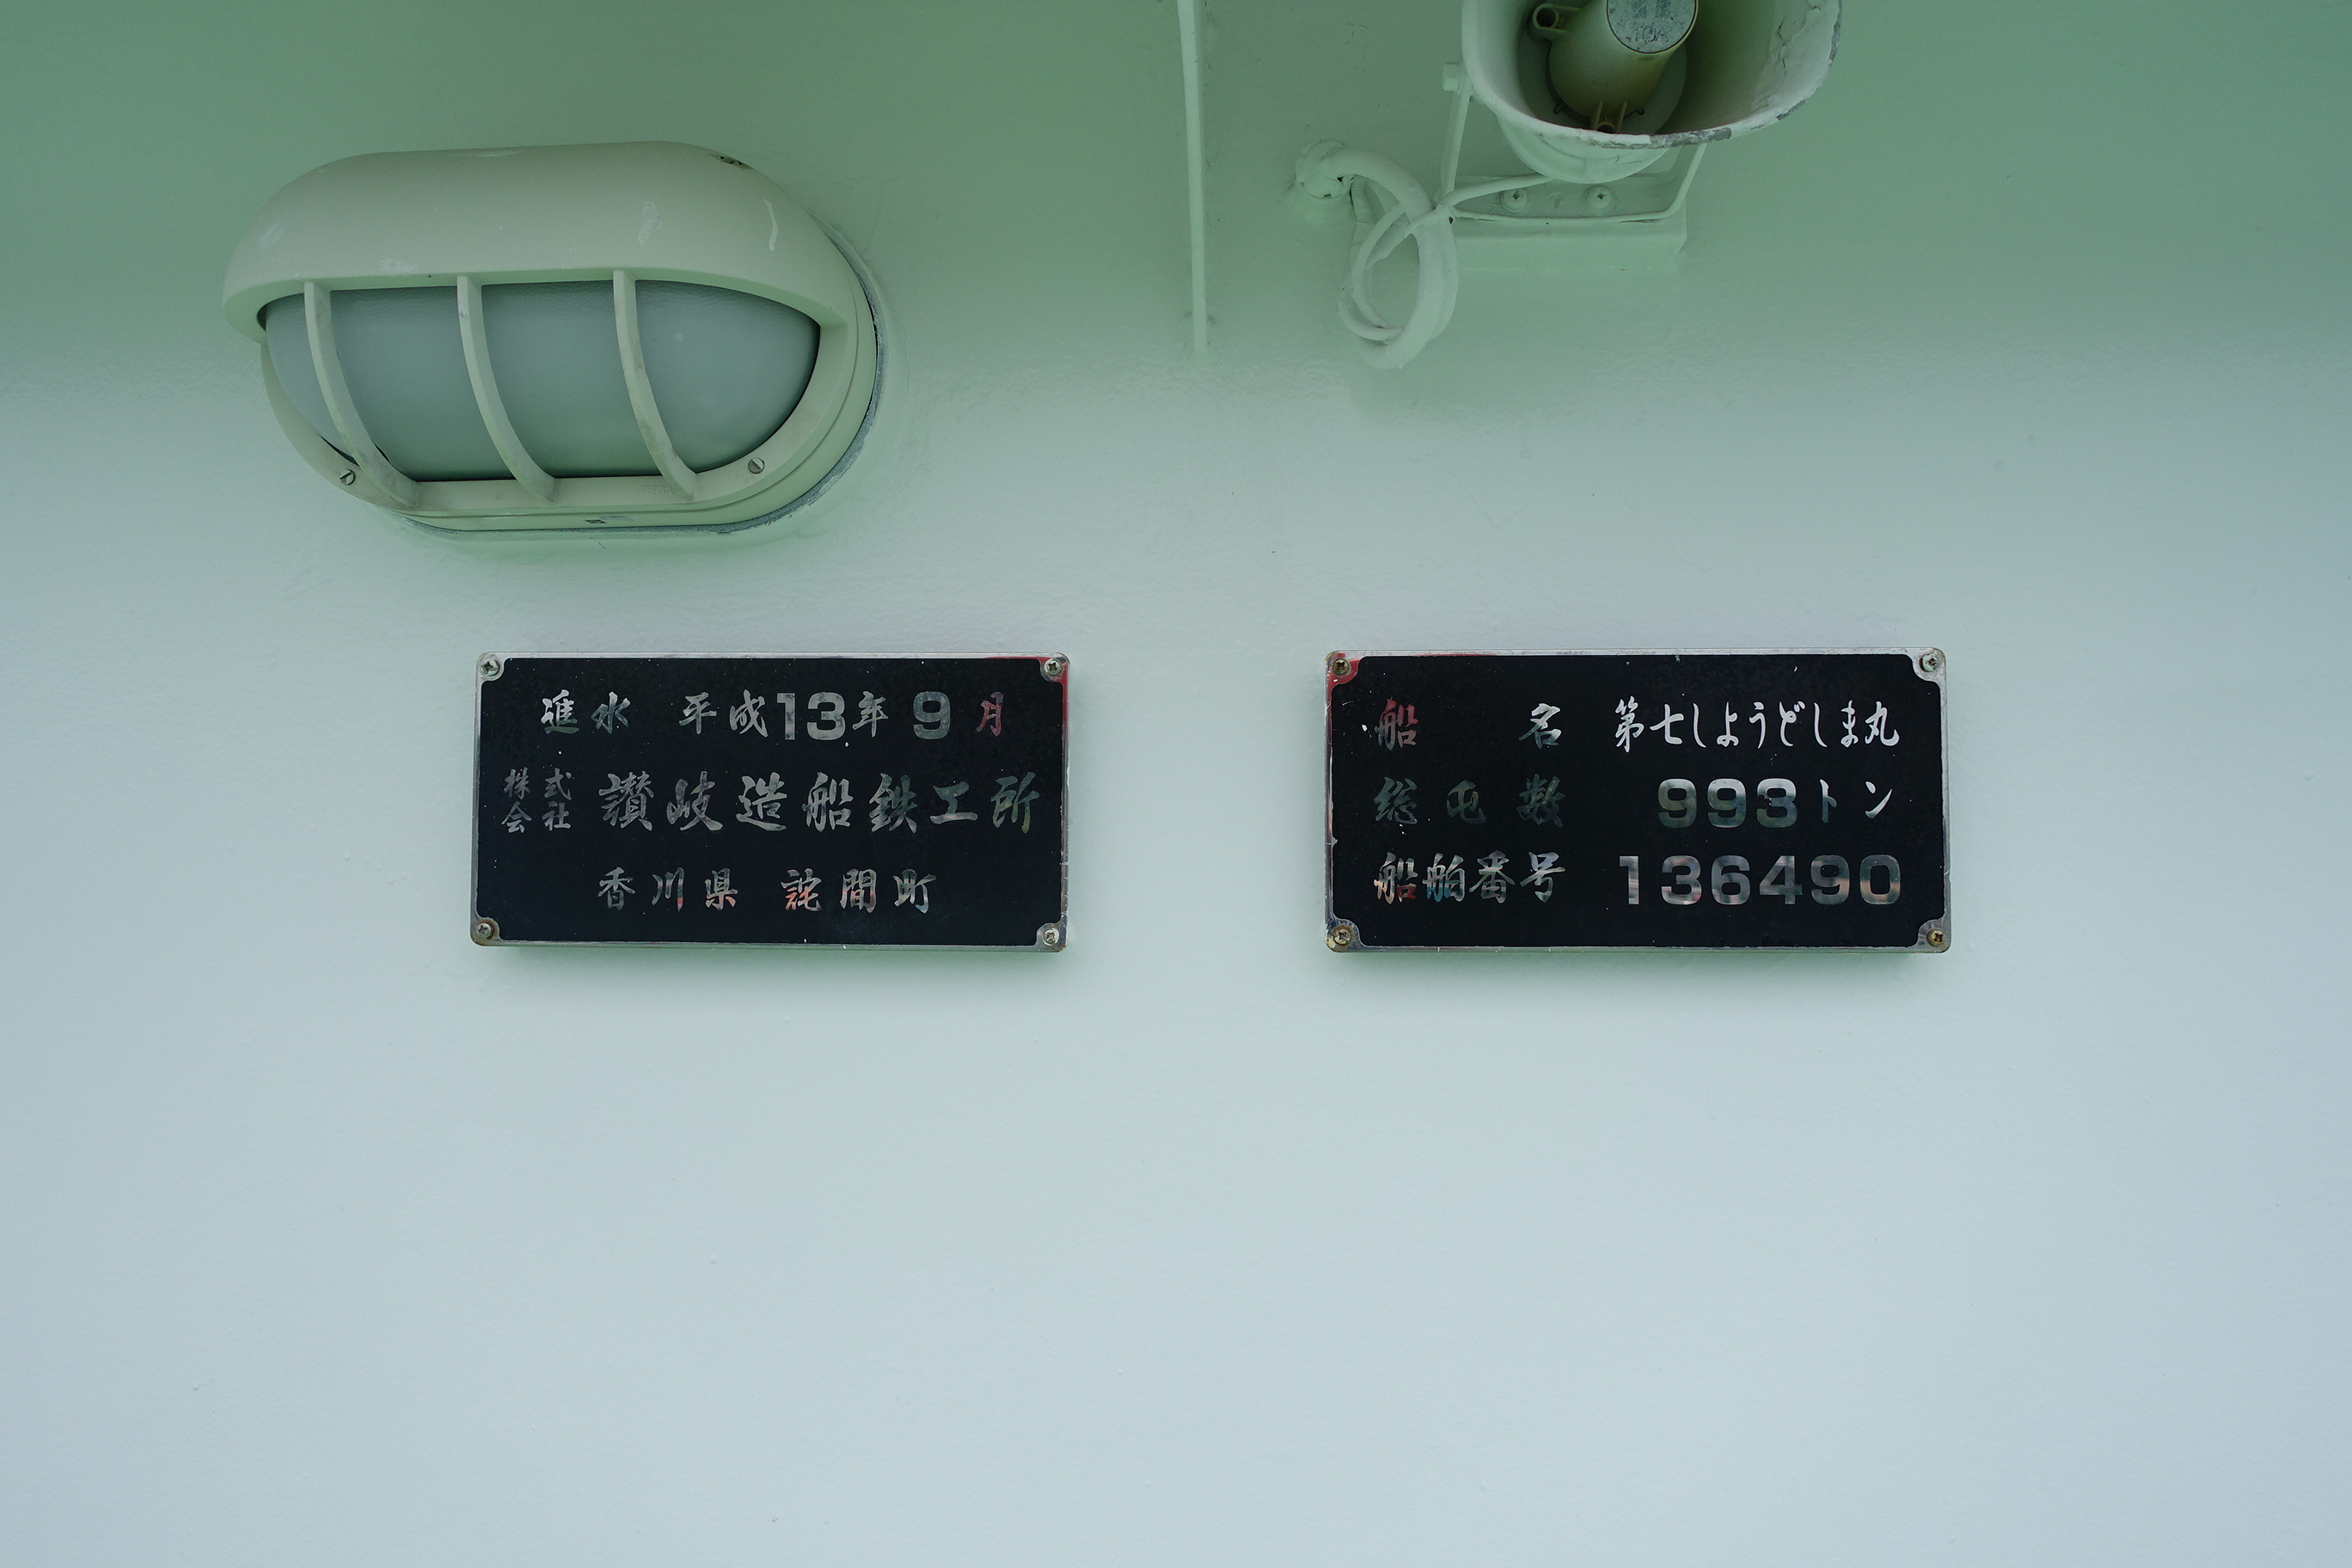 進水 平成13年9月
株式会社 讃岐造船鉄工所
香川県 詫間町
船名 第七しようどしま丸
総屯数 993トン
船舶番号 136490
TOA